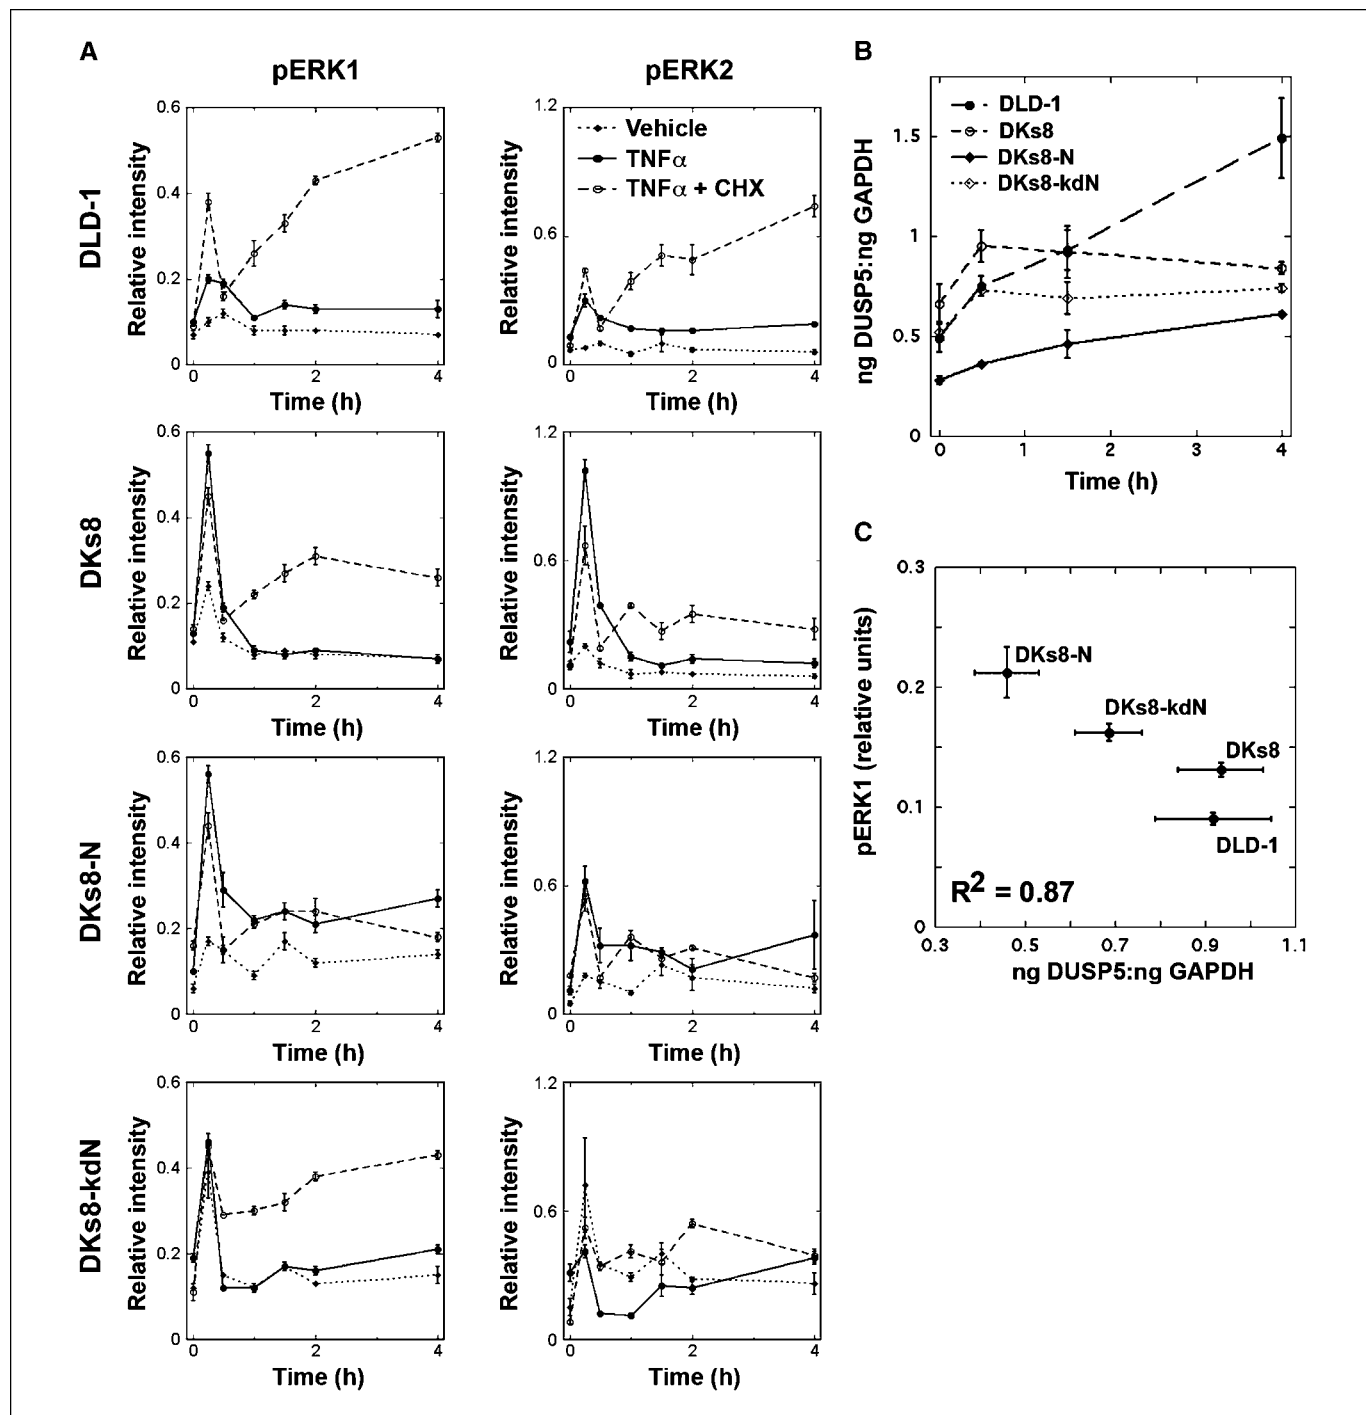 A
pERK1
pERK2
DLD-1
Relative intensity
0.6
0.4
0.2
0
0
2
4
Time (h)
Relative intensity
1.2
0.6
0
0
2
4
Time (h)
Vehicle
TNFα
TNFα + CHX
DKs8
Relative intensity
0.6
0.4
0.2
0
0
2
4
Time (h)
Relative intensity
1.2
0.6
0
0
2
4
Time (h)
DKs8-N
Relative intensity
0.6
0.4
0.2
0
0
2
4
Time (h)
Relative intensity
1.2
0.6
0
0
2
4
Time (h)
DKs8-kdN
Relative intensity
0.6
0.4
0.2
0
0
2
4
Time (h)
Relative intensity
1.2
0.6
0
0
2
4
Time (h)
B
ng DUSP5:ng GAPDH
1.5
1
0.5
0
DLD-1
DKs8
DKs8-N
DKs8-kdN
0
1
2
3
4
Time (h)
C
pERK1 (relative units)
0.3
0.2
0.1
0
DKs8-N
DKs8-kdN
DKs8
DLD-1
R2 = 0.87
0.3
0.5
0.7
0.9
1.1
ng DUSP5:ng GAPDH